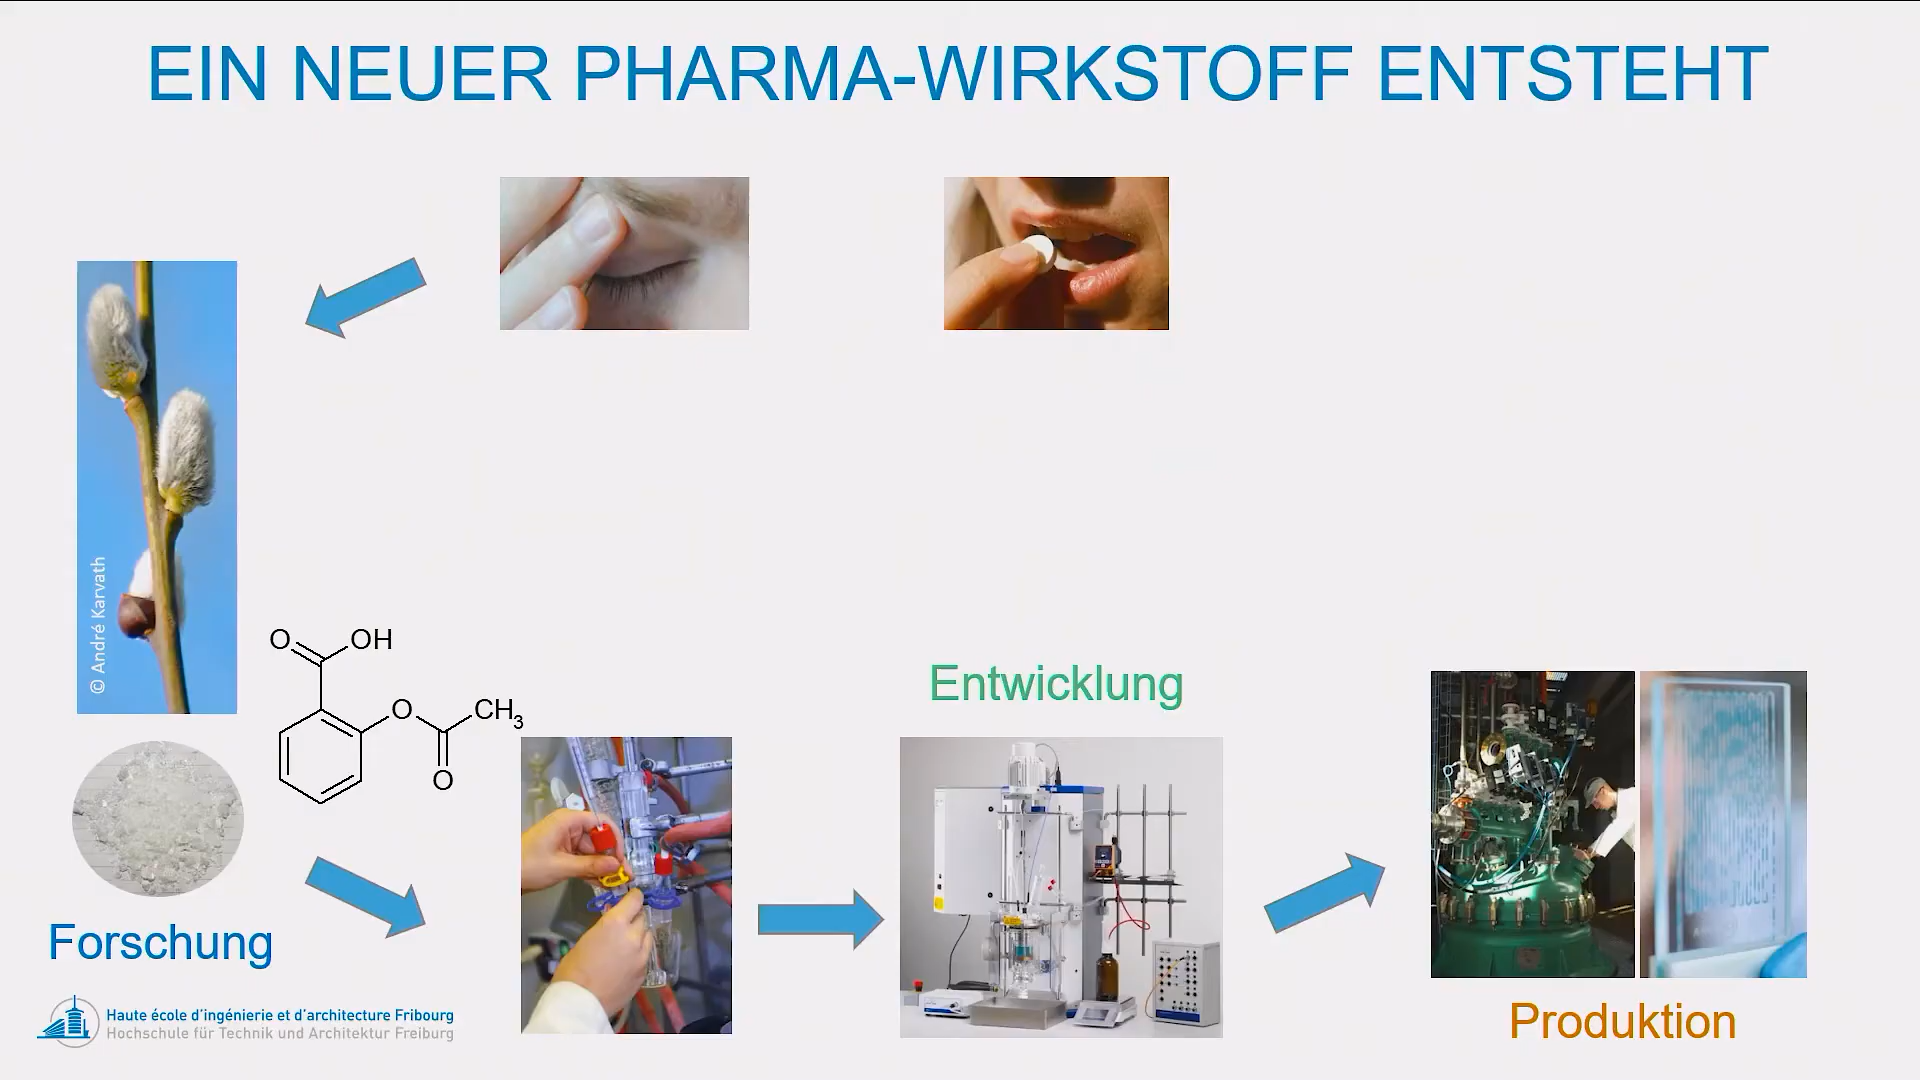 EIN NEUER PHARMA-WIRKSTOFF ENTSTEHT
© André Karvath
O OH
O CH3
O
Entwicklung
Forschung
Produktion
Haute école d'ingénierie et d'architecture Fribourg
Hochschule für Technik und Architektur Freiburg